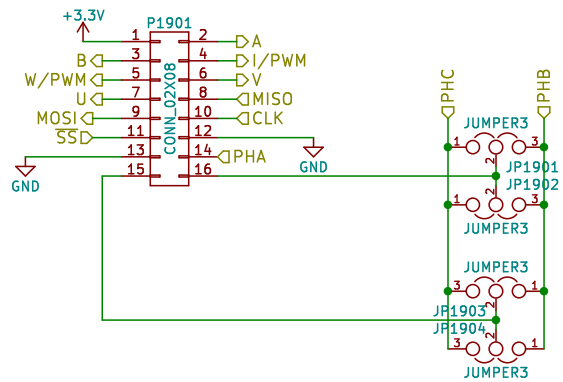 +3.3V
P1901
CONN_02X08
1 2 A
B 3 4 I/PWM
W/PWM 5 6 V
U 7 8 MISO
MOSI 9 10 CLK
SS 11 12
13 14 PHA
15 16
GND
GND
PHC
PHB
JUMPER3
1 2 3
JP1901
JP1902
1 2 3
JUMPER3
JUMPER3
3 2 1
JP1903
JP1904
3 2 1
JUMPER3